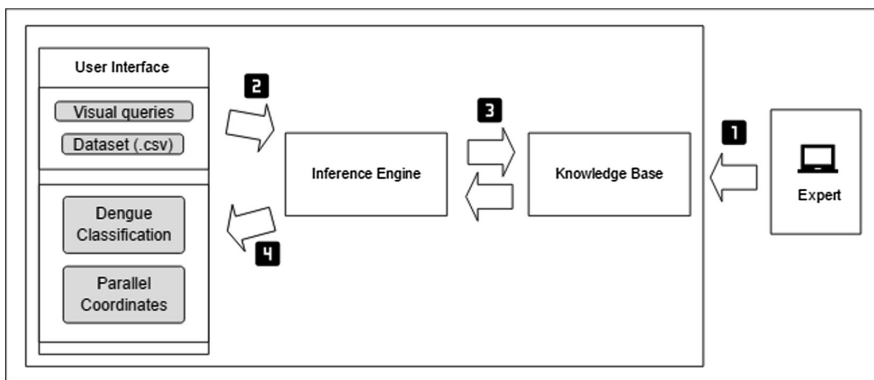 User Interface
Visual queries
Dataset (.csv)
Dengue
Classification
Parallel
Coordinates
2
4
Inference Engine
3
Knowledge Base
1
Expert